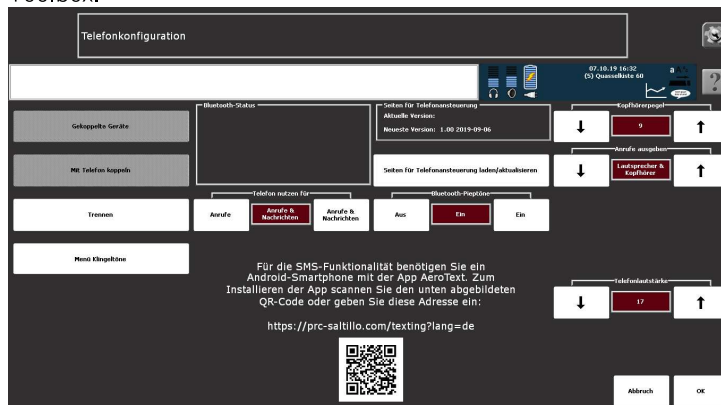 Telefonkonfiguration
07.10.19 16:32
(5) Quasselkiste 60
Bluetooth-Status
Seiten für Telefonansteuerung
Aktuelle Version:
Neueste Version: 1.00 2019-09-06
Kopfhörerpegel
Gekoppelte Geräte
↓
9
↑
Anrufe ausgeben
Mit Telefon koppeln
Seiten für Telefonansteuerung laden/aktualisieren
↓
Lautsprecher &
Kopfhörer
↑
Telefon nutzen für
Bluetooth-Pieptöne
Trennen
Anrufe
Anrufe &
Nachrichten
Anrufe &
Nachrichten
Aus
Ein
Ein
Menü Klingeltöne
Für die SMS-Funktionalität benötigen Sie ein
Android-Smartphone mit der App AeroText. Zum
Installieren der App scannen Sie den unten abgebildeten
QR-Code oder geben Sie diese Adresse ein:
https://prc-saltillo.com/texting?lang=de
Telefonlautstärke
↓
17
↑
Abbruch
OK